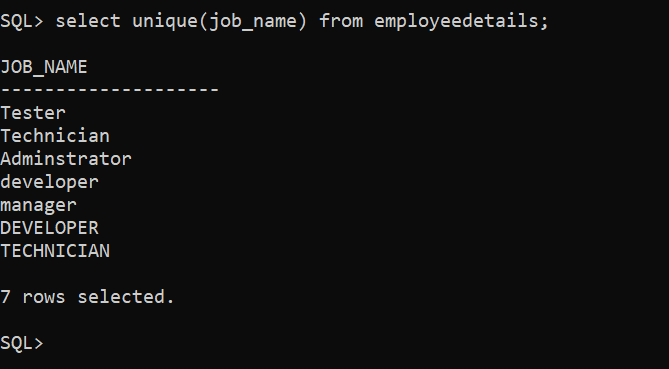 SQL> select unique(job_name) from employeedetails;
JOB_NAME
--------------------
Tester
Technician
Adminstrator
developer
manager
DEVELOPER
TECHNICIAN
7 rows selected.
SQL>